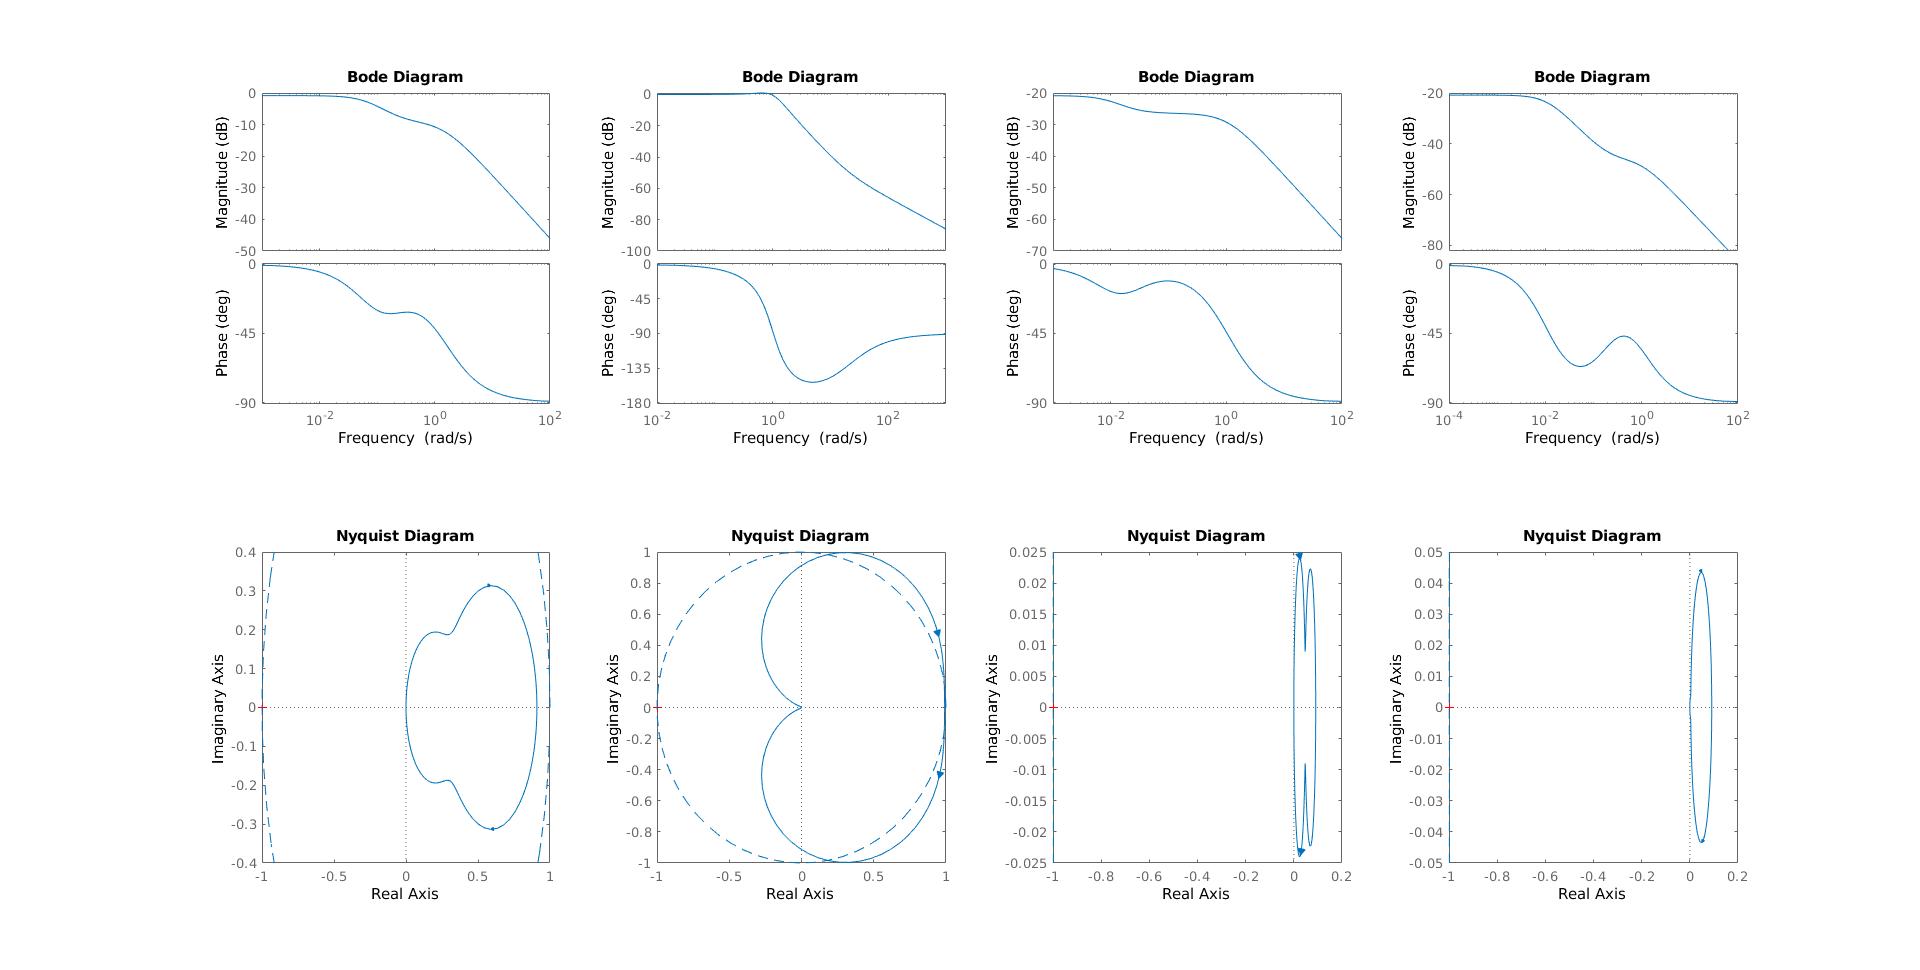 Bode Diagram Bode Diagram Bode Diagram Bode Diagram
Magnitude (dB) Magnitude (dB) Magnitude (dB) Magnitude (dB)
0 -10 -20 -30 -40 -50
0 -20 -40 -60 -80 -100
-20 -30 -40 -50 -60 -70
-20 -40 -60 -80
Phase (deg) Phase (deg) Phase (deg) Phase (deg)
0 -45 -90
0 -45 -90 -135 -180
0 -45 -90
0 -45 -90
10^-2 10^0 10^2
10^-2 10^0 10^2
10^-2 10^0 10^2
10^-4 10^-2 10^0 10^2
Frequency (rad/s) Frequency (rad/s) Frequency (rad/s) Frequency (rad/s)
Nyquist Diagram Nyquist Diagram Nyquist Diagram Nyquist Diagram
Imaginary Axis Imaginary Axis Imaginary Axis Imaginary Axis
0.4 0.3 0.2 0.1 0 -0.1 -0.2 -0.3 -0.4
1 0.8 0.6 0.4 0.2 0 -0.2 -0.4 -0.6 -0.8 -1
0.025 0.02 0.015 0.01 0.005 0 -0.005 -0.01 -0.015 -0.02 -0.025
0.05 0.04 0.03 0.02 0.01 0 -0.01 -0.02 -0.03 -0.04 -0.05
-1 -0.5 0 0.5 1
-1 -0.5 0 0.5 1
-1 -0.8 -0.6 -0.4 -0.2 0 0.2
-1 -0.8 -0.6 -0.4 -0.2 0 0.2
Real Axis Real Axis Real Axis Real Axis